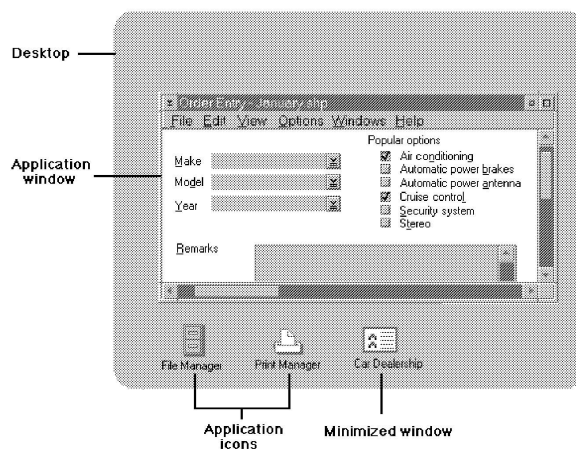 Desktop
Order Entry - January.shp
File Edit View Options Windows Help
Popular options
Application
window
Make
Model
Year
Air conditioning
Automatic power brakes
Automatic power antenna
Cruise control
Security system
Stereo
Remarks
File Manager
Print Manager
Car Dealership
Application
icons
Minimized window